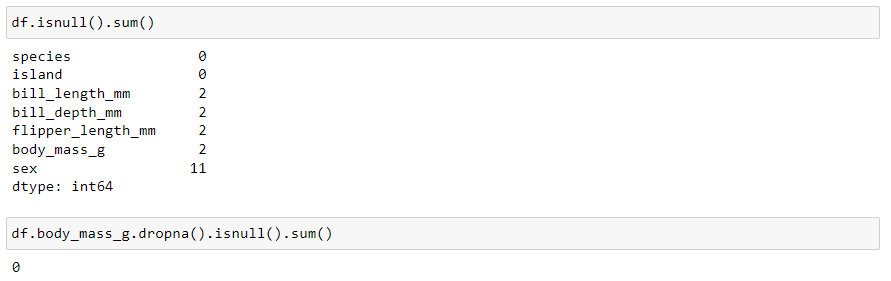 df.isnull().sum()
species 0
island 0
bill_length_mm 2
bill_depth_mm 2
flipper_length_mm 2
body_mass_g 2
sex 11
dtype: int64
df.body_mass_g.dropna().isnull().sum()
0